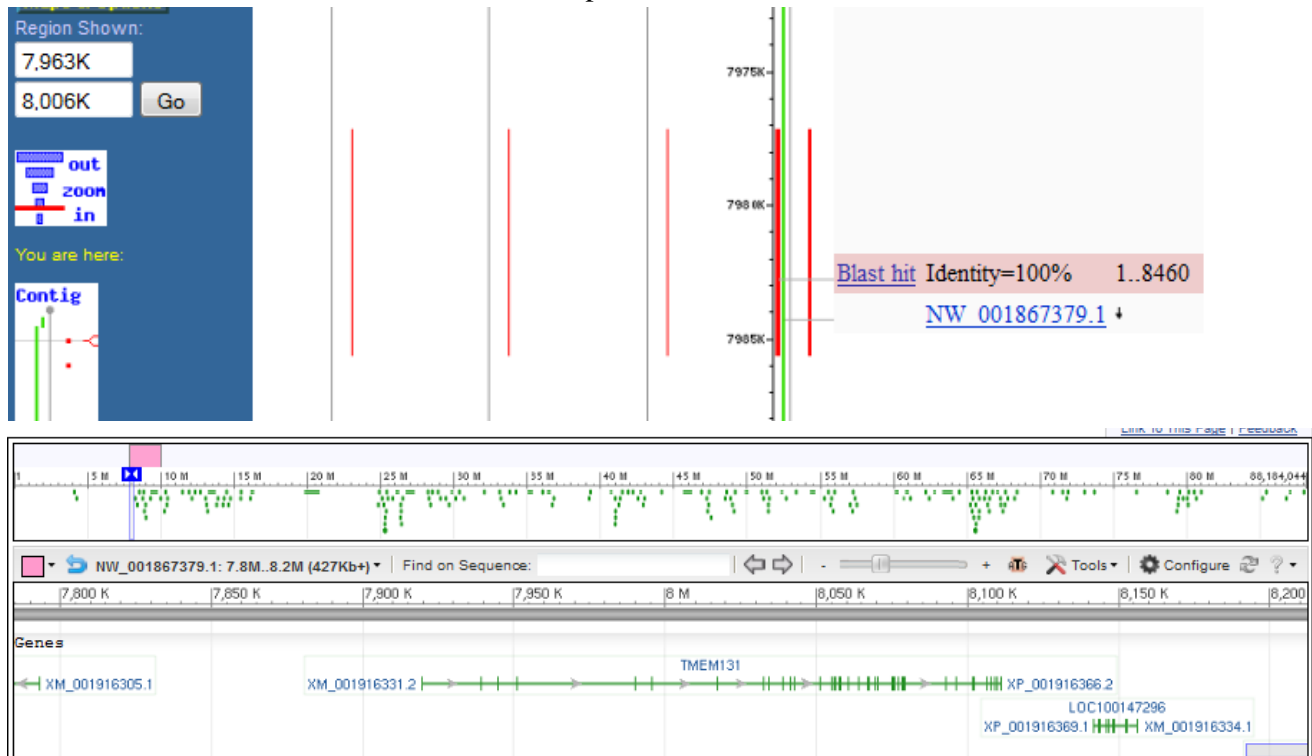 Region Shown:
7,963K
8,006K Go
out
zoom
in
You are here:
Contig
7975K
7980K
Blast hit Identity=100% 1..8460
NW_001867379.1
7985K
Link To This Page | Feedback
1 5 M 10 M 15 M 20 M 25 M 30 M 35 M 40 M 45 M 50 M 55 M 60 M 65 M 70 M 75 M 80 M 88,184,044
NW_001867379.1: 7.8M..8.2M (427Kb+) Find on Sequence: - + ATG Tools Configure ?
7,800 K 7,850 K 7,900 K 7,950 K 8 M 8,050 K 8,100 K 8,150 K 8,200
Genes
TMEM131
XM_001916305.1 XM_001916331.2 XP_001916366.2
LOC100147296
XP_001916369.1 XM_001916334.1